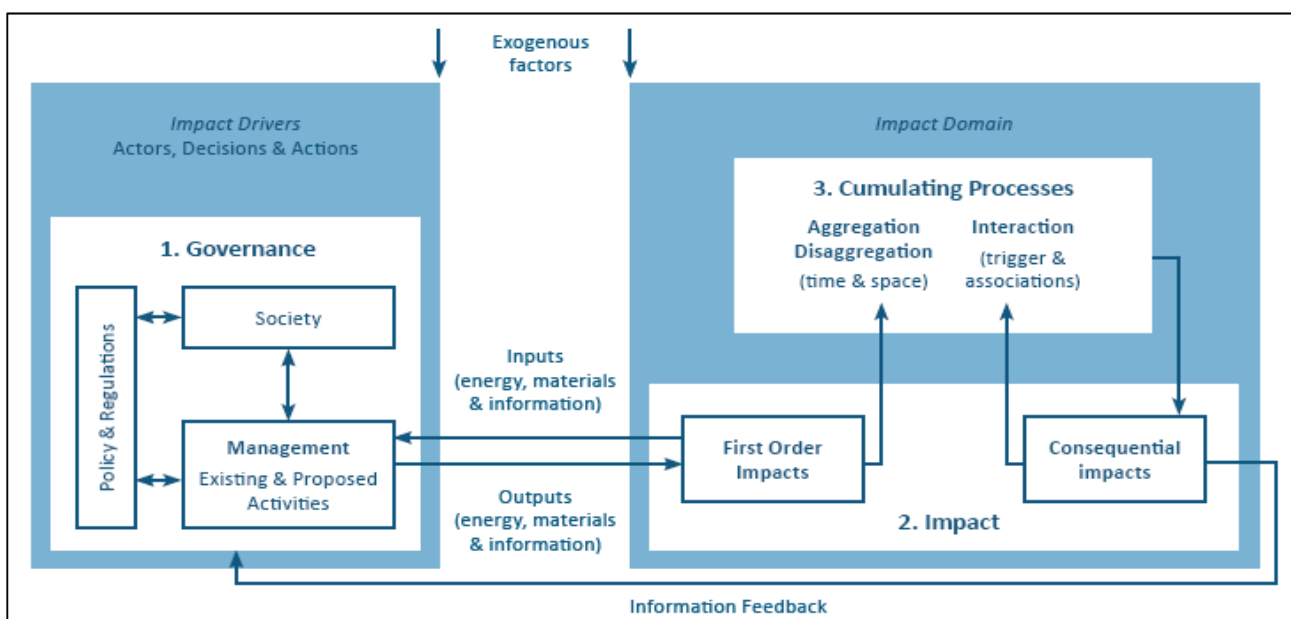 Exogenous
factors
Impact Drivers
Actors, Decisions & Actions
1. Governance
Policy & Regulations
Society
Management
Existing & Proposed
Activities
Inputs
(energy, materials
& information)
Outputs
(energy, materials
& information)
Impact Domain
3. Cumulating Processes
Aggregation
Disaggregation
(time & space)
Interaction
(trigger &
associations)
First Order
Impacts
Consequential
impacts
2. Impact
Information Feedback